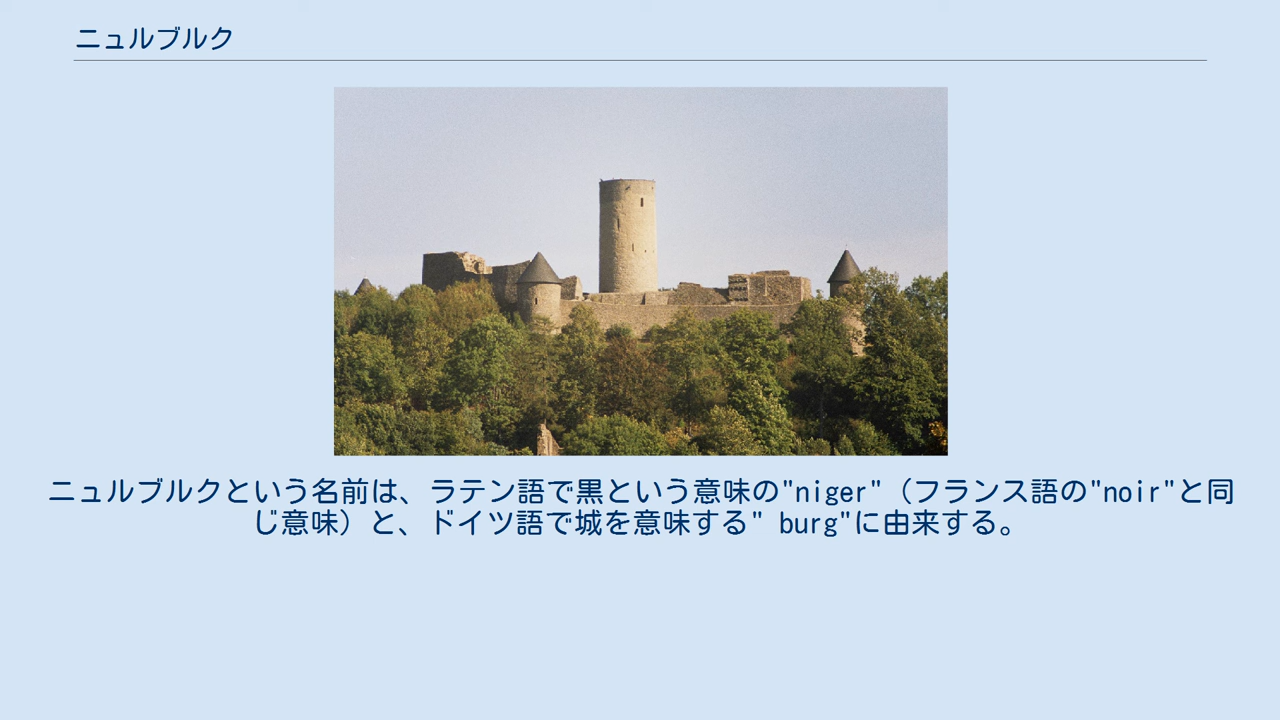 ニュルブルク
ニュルブルクという名前は、ラテン語で黒という意味の"niger"（フランス語の"noir"と同
じ意味）と、ドイツ語で城を意味する" burg"に由来する。